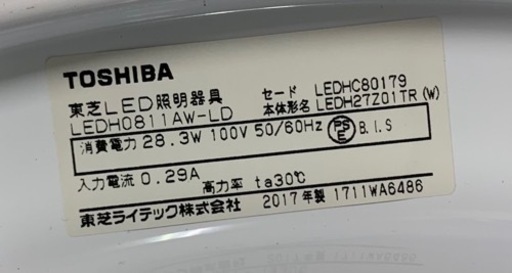 TOSHIBA
東芝LED照明器具 セード LEDHC80179
LEDH0811AW-LD 本体形名 LEDH27Z01TR(W)
消費電力 28.3W 100V 50/60Hz PSE B.I.S
入力電流 0.29A 高力率 ta30℃
東芝ライテック株式会社 2017年製 1711WA6486